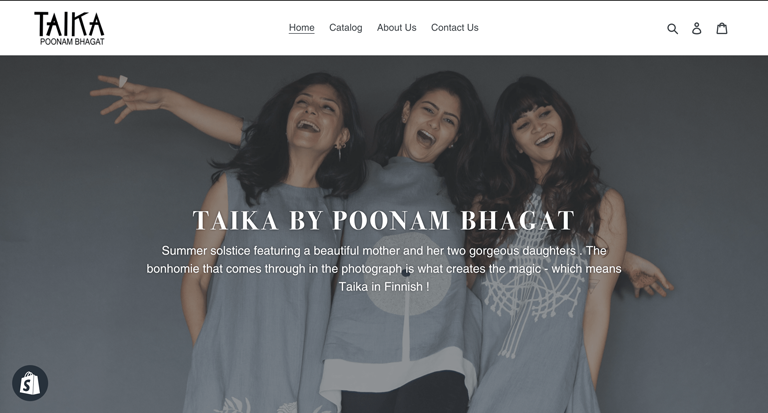 TAIKA
POONAM BHAGAT
Home Catalog About Us Contact Us
TAIKA BY POONAM BHAGAT
Summer solstice featuring a beautiful mother and her two gorgeous daughters . The
bonhomie that comes through in the photograph is what creates the magic - which means
Taika in Finnish !
S